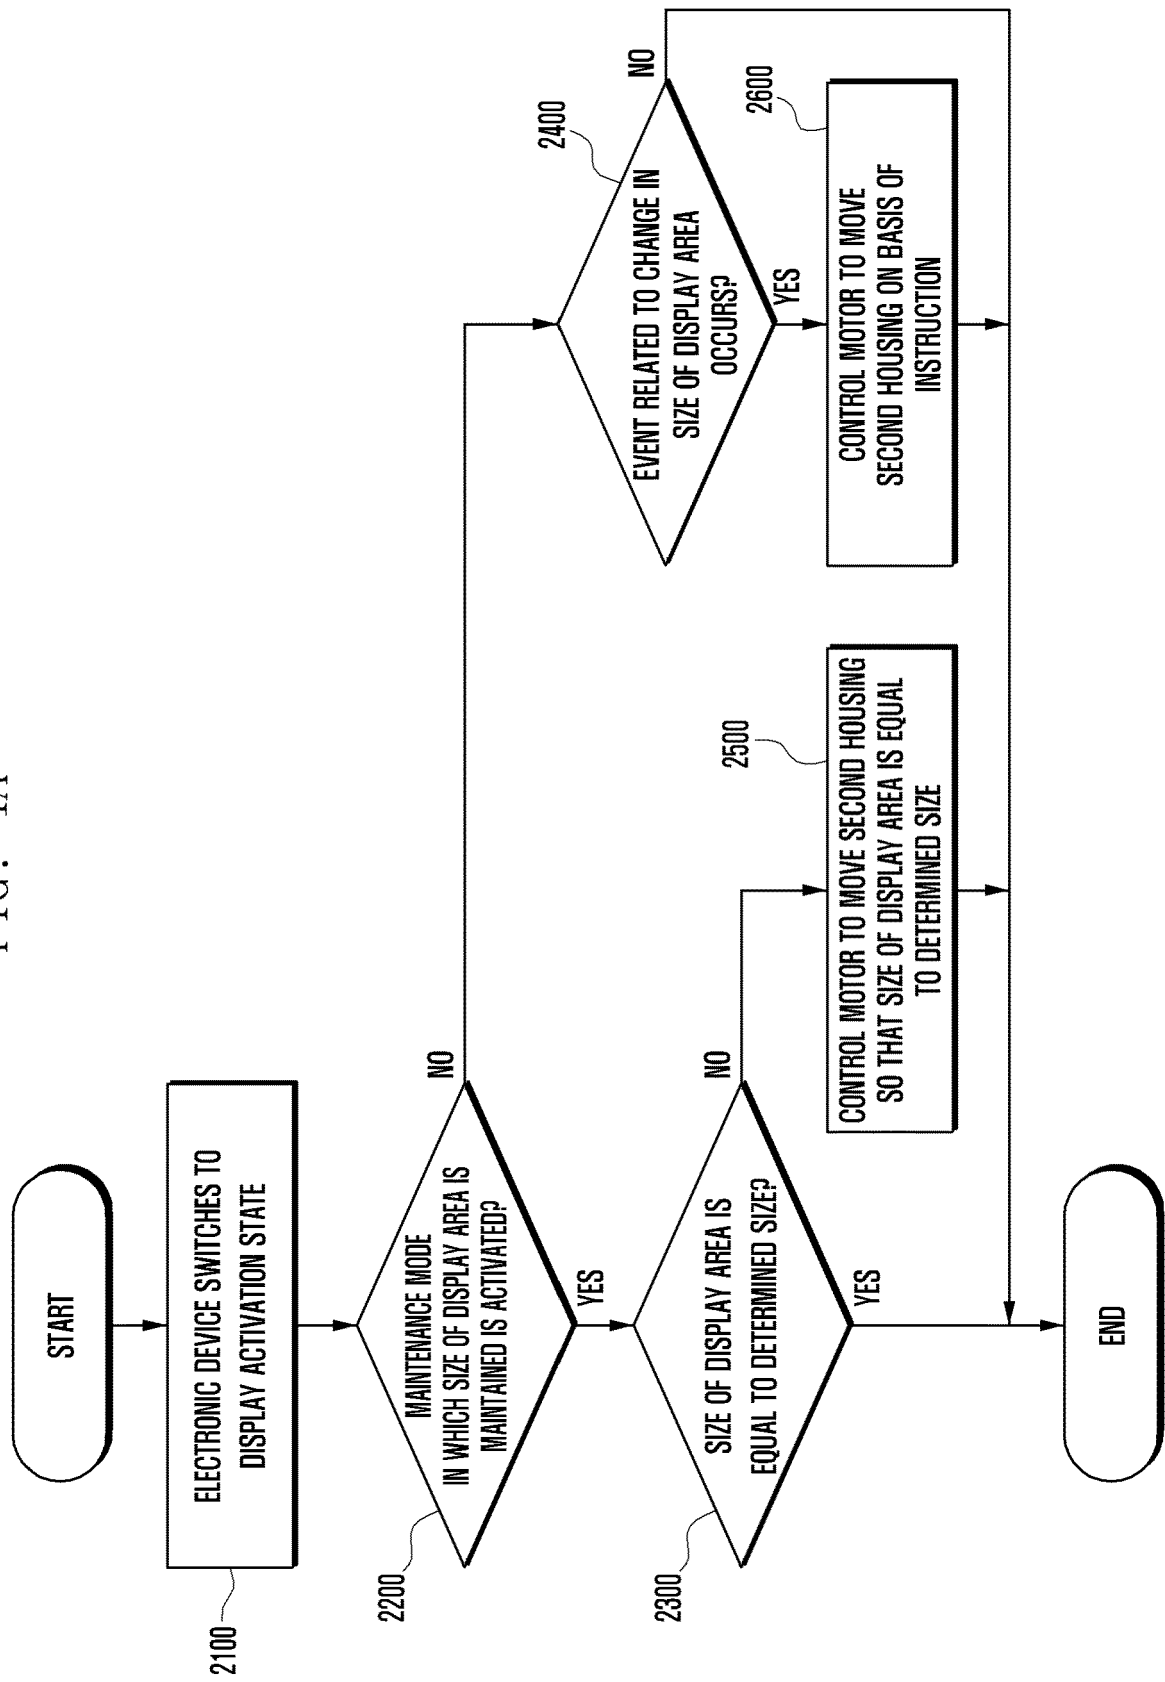 START
ELECTRONIC DEVICE SWITCHES TO
DISPLAY ACTIVATION STATE
2100
MAINTENANCE MODE
IN WHICH SIZE OF DISPLAY AREA IS
MAINTAINED IS ACTIVATED?
2200
NO
YES
SIZE OF DISPLAY AREA IS
EQUAL TO DETERMINED SIZE?
2300
NO
YES
EVENT RELATED TO CHANGE IN
SIZE OF DISPLAY AREA
OCCURS?
2400
NO
YES
CONTROL MOTOR TO MOVE SECOND HOUSING
SO THAT SIZE OF DISPLAY AREA IS EQUAL
TO DETERMINED SIZE
2500
CONTROL MOTOR TO MOVE
SECOND HOUSING ON BASIS OF
INSTRUCTION
2600
END